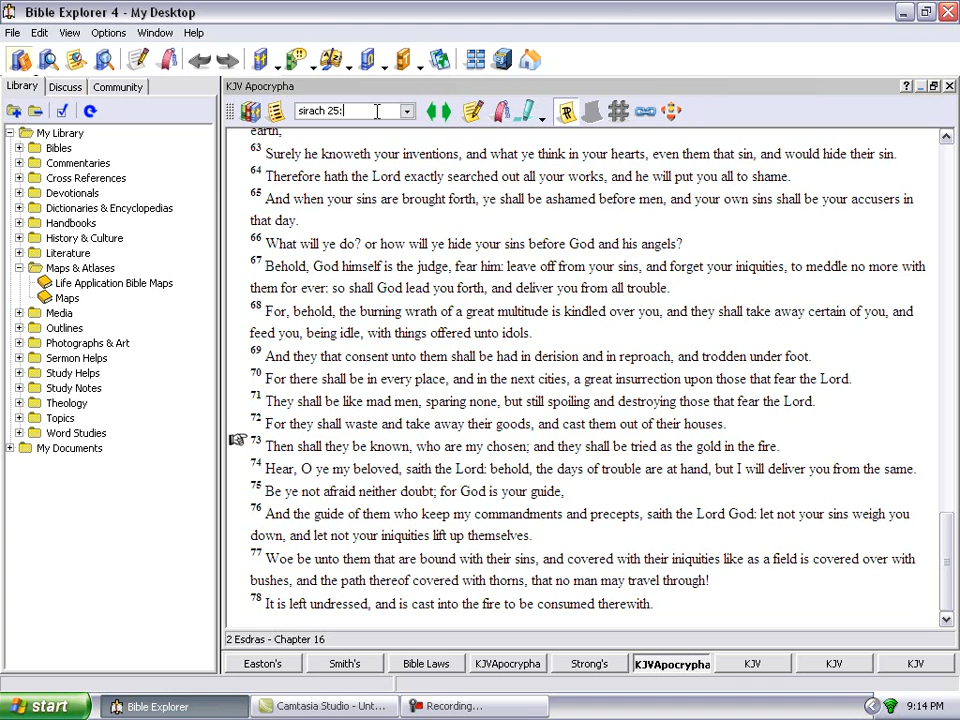 Bible Explorer 4 - My Desktop
File Edit View Options Window Help
Library Discuss Community
KJV Apocrypha
sirach 25:
My Library
Bibles
Commentaries
Cross References
Devotionals
Dictionaries & Encyclopedias
Handbooks
History & Culture
Literature
Maps & Atlases
Life Application Bible Maps
Maps
Media
Outlines
Photographs & Art
Sermon Helps
Study Helps
Study Notes
Theology
Topics
Word Studies
My Documents
earth,
63 Surely he knoweth your inventions, and what ye think in your hearts, even them that sin, and would hide their sin.
64 Therefore hath the Lord exactly searched out all your works, and he will put you all to shame.
65 And when your sins are brought forth, ye shall be ashamed before men, and your own sins shall be your accusers in
that day.
66 What will ye do? or how will ye hide your sins before God and his angels?
67 Behold, God himself is the judge, fear him: leave off from your sins, and forget your iniquities, to meddle no more with
them for ever: so shall God lead you forth, and deliver you from all trouble.
68 For, behold, the burning wrath of a great multitude is kindled over you, and they shall take away certain of you, and
feed you, being idle, with things offered unto idols.
69 And they that consent unto them shall be had in derision and in reproach, and trodden under foot.
70 For there shall be in every place, and in the next cities, a great insurrection upon those that fear the Lord.
71 They shall be like mad men, sparing none, but still spoiling and destroying those that fear the Lord.
72 For they shall waste and take away their goods, and cast them out of their houses.
73 Then shall they be known, who are my chosen; and they shall be tried as the gold in the fire.
74 Hear, O ye my beloved, saith the Lord: behold, the days of trouble are at hand, but I will deliver you from the same.
75 Be ye not afraid neither doubt; for God is your guide,
76 And the guide of them who keep my commandments and precepts, saith the Lord God: let not your sins weigh you
down, and let not your iniquities lift up themselves.
77 Woe be unto them that are bound with their sins, and covered with their iniquities like as a field is covered over with
bushes, and the path thereof covered with thorns, that no man may travel through!
78 It is left undressed, and is cast into the fire to be consumed therewith.
2 Esdras - Chapter 16
Easton's Smith's Bible Laws KJVApocrypha Strong's KJVApocrypha KJV KJV KJV
start Bible Explorer Camtasia Studio - Unt... Recording... 9:14 PM